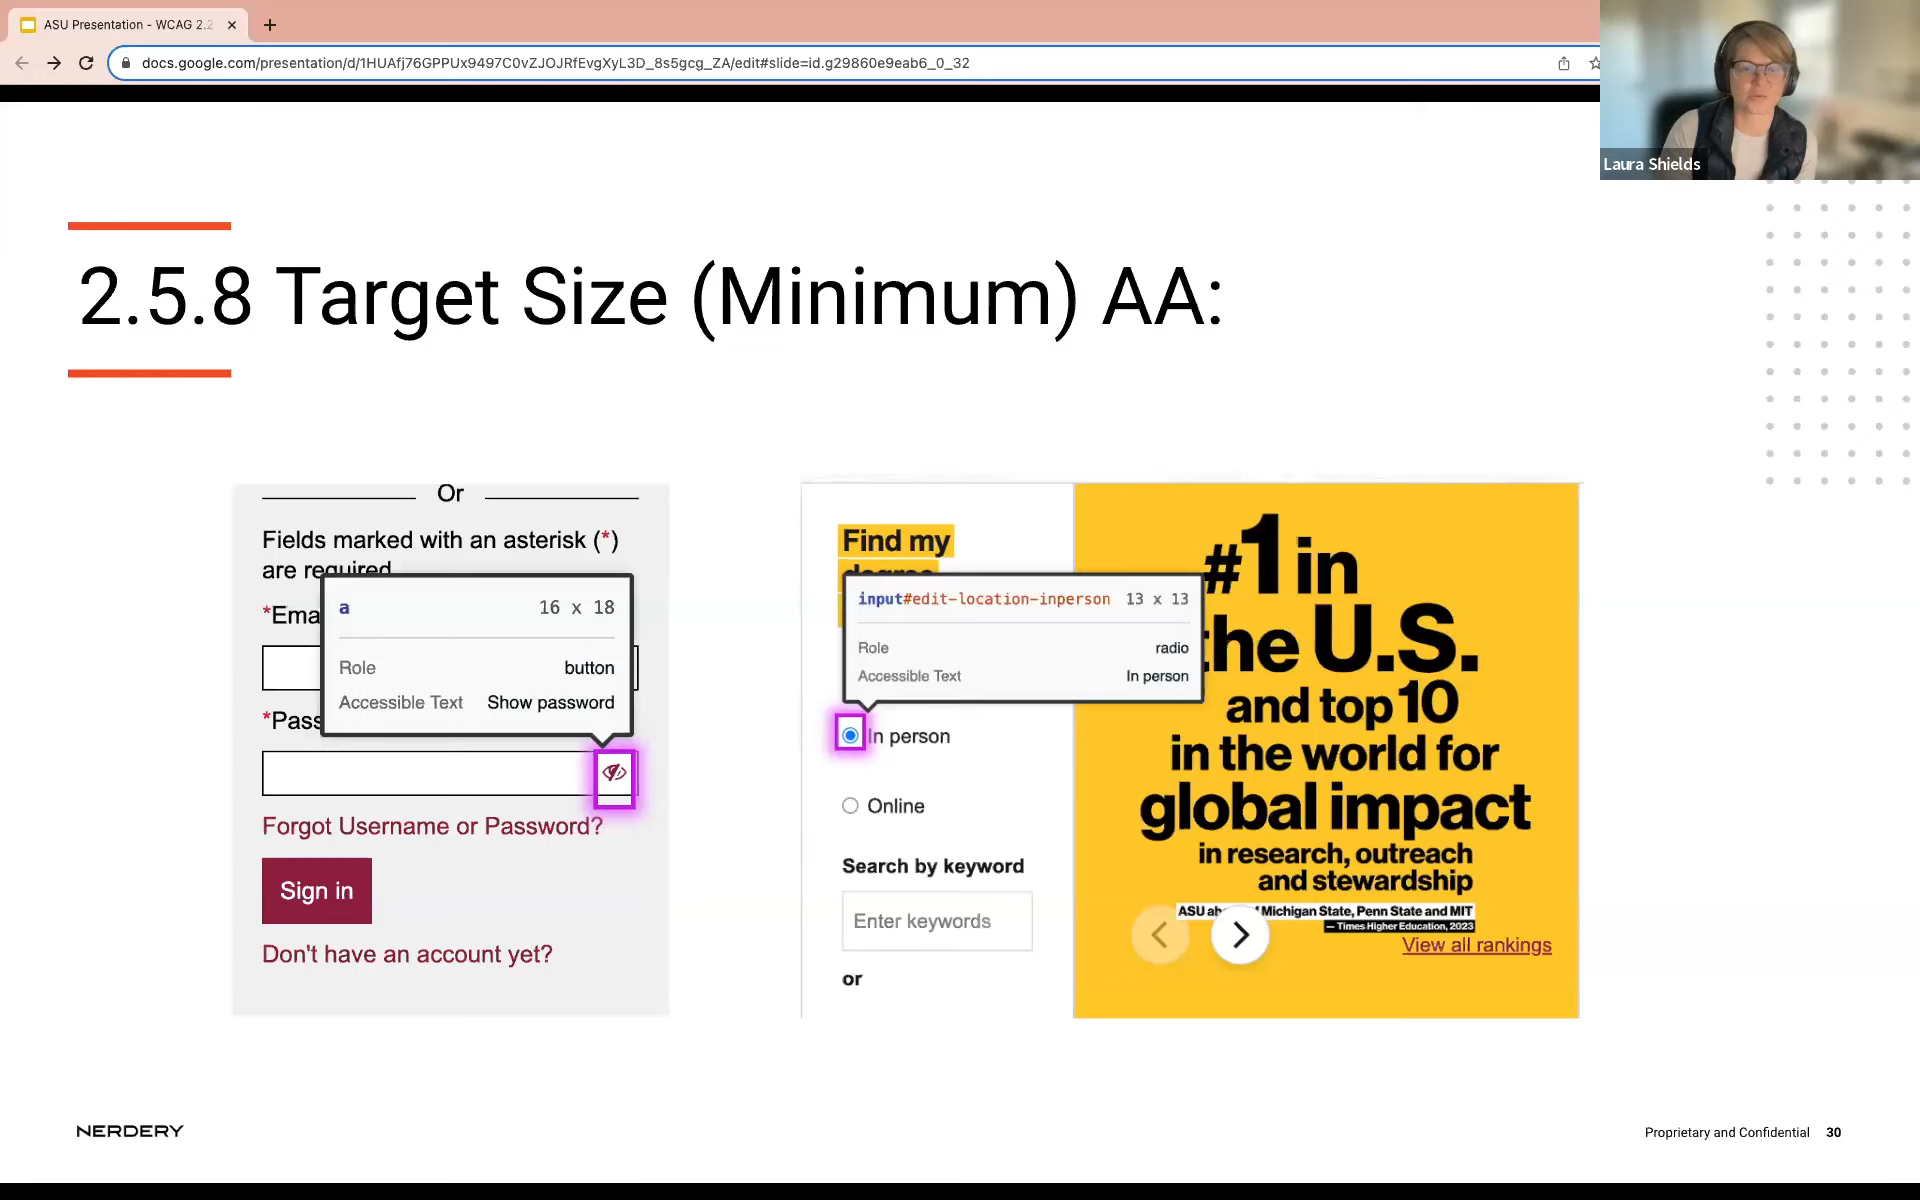 ASU Presentation - WCAG 2.2
docs.google.com/presentation/d/1HUAfj76GPPUx9497C0vZJOJRfEvgXyL3D_8s5gcg_ZA/edit#slide=id.g29860e9eab6_0_32
Laura Shields
2.5.8 Target Size (Minimum) AA:
Or
Fields marked with an asterisk (*)
are required
*Ema
a 16 x 18
Role button
Accessible Text Show password
*Pass
Forgot Username or Password?
Sign in
Don't have an account yet?
Find my
degree
input#edit-location-inperson 13 x 13
Role radio
Accessible Text In person
In person
Online
Search by keyword
Enter keywords
or
#1 in
the U.S.
and top 10
in the world for
global impact
in research, outreach
and stewardship
ASU ah f Michigan State, Penn State and MIT
— Times Higher Education, 2023
View all rankings
NERDERY
Proprietary and Confidential 30